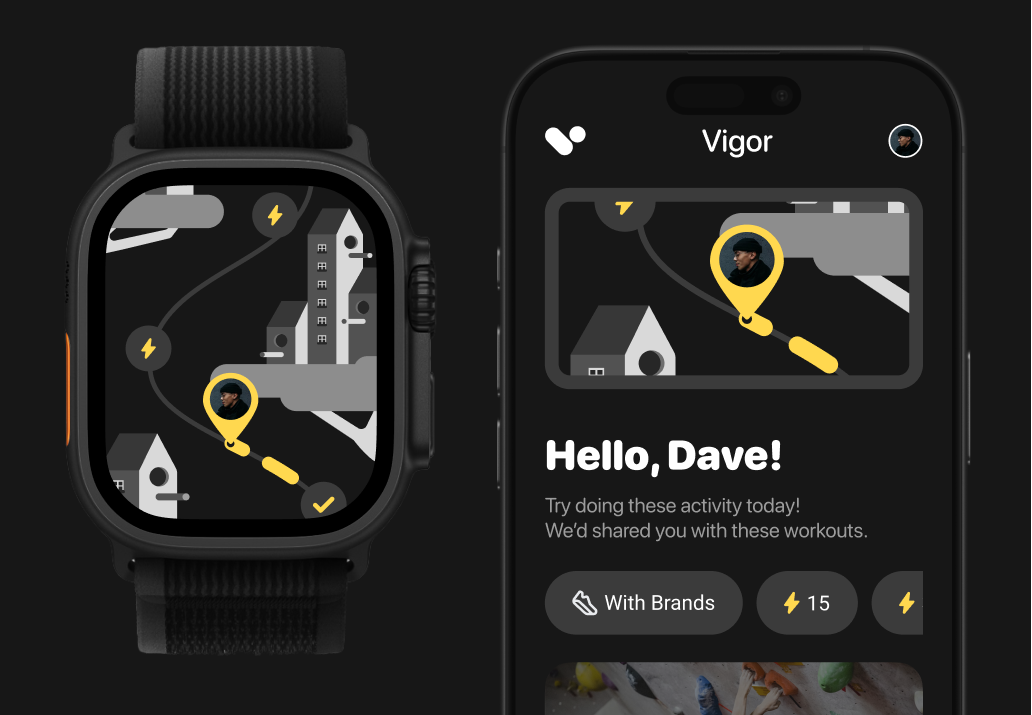 Vigor
Hello, Dave!
Try doing these activity today!
We'd shared you with these workouts.
With Brands
15